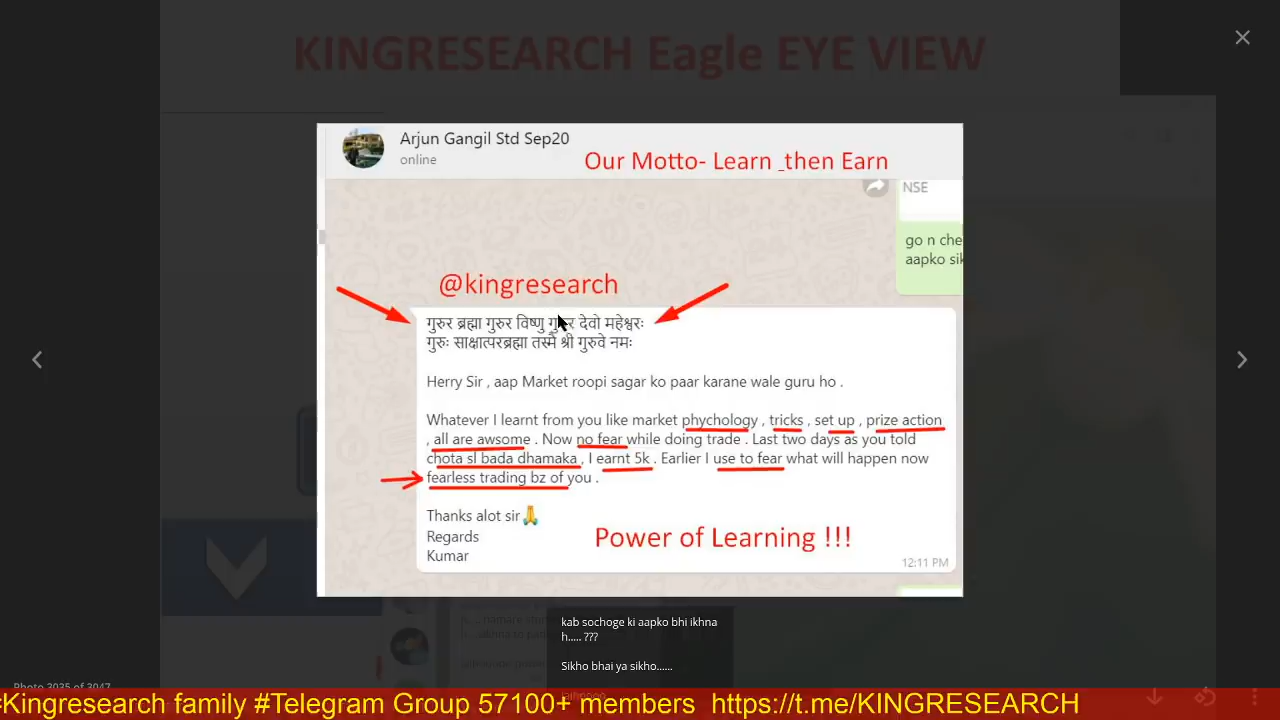 KINGRESEARCH Eagle EYE VIEW
Arjun Gangil Std Sep20
online
Our Motto- Learn _then Earn
NSE
go n che
aapko sik
@kingresearch
गुरुर ब्रह्मा गुरुर विष्णु गुरुर देवो महेश्वरः
गुरुः साक्षात्परब्रह्मा तस्मै श्री गुरुवे नमः
Herry Sir , aap Market roopi sagar ko paar karane wale guru ho .
Whatever I learnt from you like market phychology , tricks , set up , prize action
, all are awsome . Now no fear while doing trade . Last two days as you told
chota sl bada dhamaka , I earnt 5k . Earlier I use to fear what will happen now
fearless trading bz of you .
Thanks alot sir🙏
Regards
Kumar
Power of Learning !!!
12:11 PM
kab sochoge ki aapko bhi ikhna
h..... ???
Sikho bhai ya sikho......
Photo 3035 of 3047
#Kingresearch family #Telegram Group 57100+ members https://t.me/KINGRESEARCH